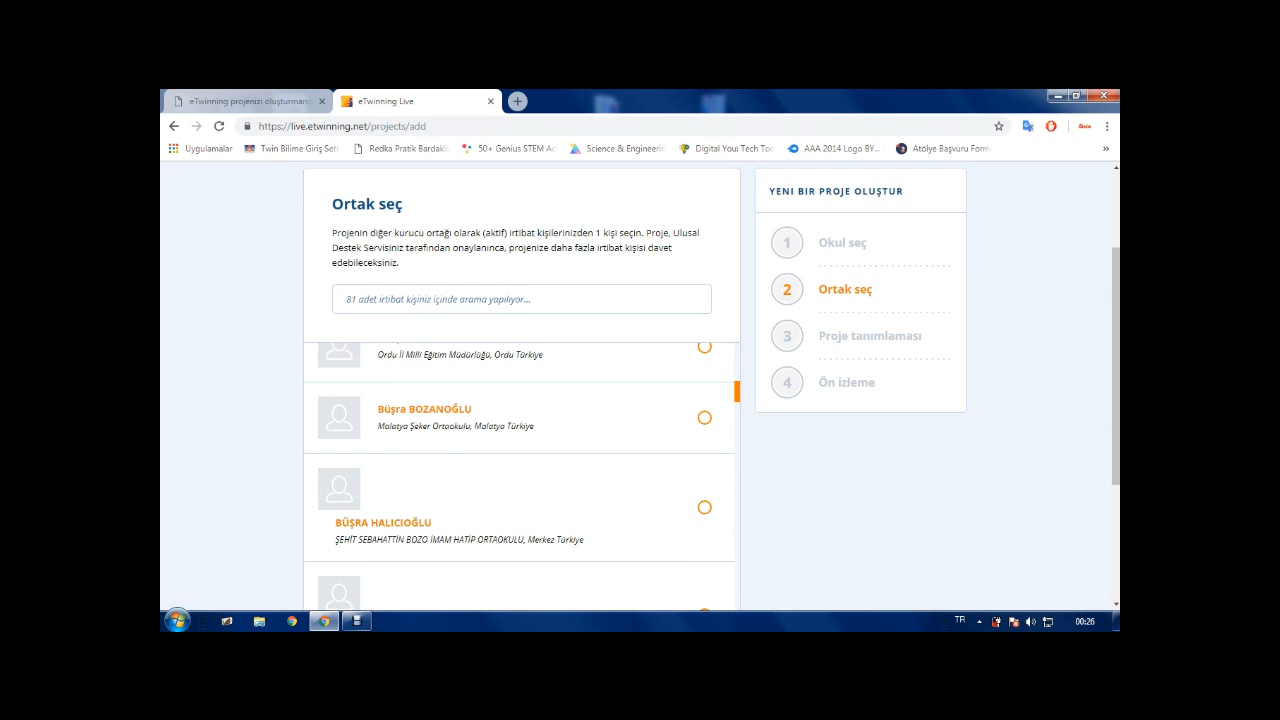 eTwinning projenizi oluşturmanı
eTwinning Live
https://live.etwinning.net/projects/add
Uygulamalar
Twin Bilime Giriş Seti
Redka Pratik Bardakla
50+ Genius STEM Ac
Science & Engineerin
Digital You: Tech Too
AAA 2014 Logo BY...
Atölye Başvuru Form
»
Ortak seç
Projenin diğer kurucu ortağı olarak (aktif) irtibat kişilerinizden 1 kişi seçin. Proje, Ulusal
Destek Servisiniz tarafından onaylanınca, projenize daha fazla irtibat kişisi davet
edebileceksiniz.
81 adet irtibat kişiniz içinde arama yapılıyor...
Ordu İl Milli Eğitim Müdürlüğü, Ordu Türkiye
Büşra BOZANOĞLU
Malatya Şeker Ortaokulu, Malatya Türkiye
BÜŞRA HALICIOĞLU
ŞEHİT SEBAHATTİN BOZO İMAM HATİP ORTAOKULU, Merkez Türkiye
YENİ BİR PROJE OLUŞTUR
1 Okul seç
2 Ortak seç
3 Proje tanımlaması
4 Ön izleme
TR
00:26